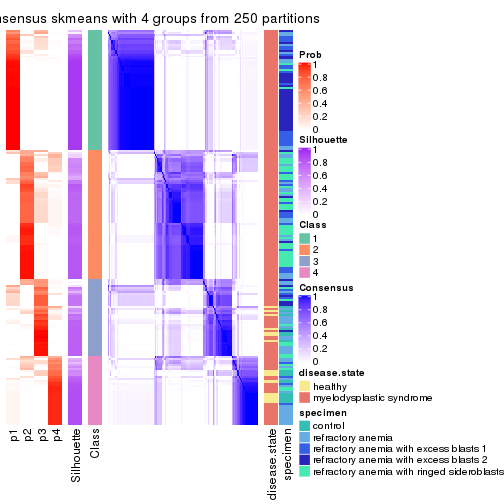 nsensus skmeans with 4 groups from 250 partitions
Prob
1
0.8
0.6
0.4
0.2
0
Silhouette
1
0.8
0.6
0.4
0.2
0
Class
1
2
3
4
Consensus
1
0.8
0.6
0.4
0.2
0
disease.state
healthy
myelodysplastic syndrome
specimen
control
refractory anemia
refractory anemia with excess blasts 1
refractory anemia with excess blasts 2
refractory anemia with ringed sideroblasts
p1
p2
p3
p4
Silhouette
Class
disease.state
specimen